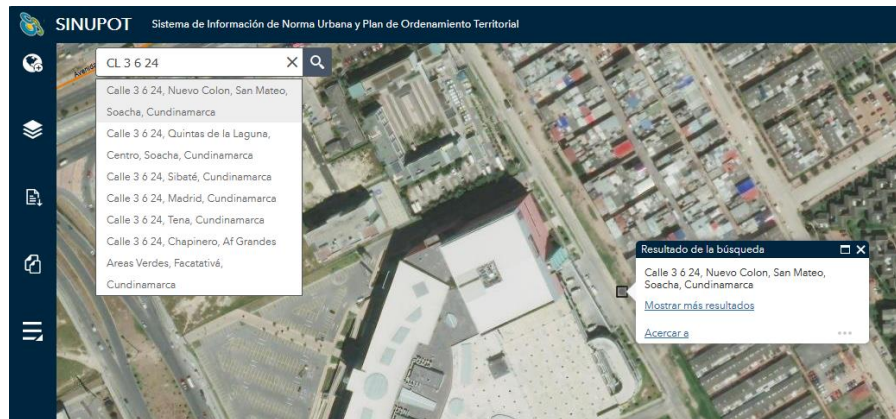 SINUPOT Sistema de Información de Norma Urbana y Plan de Ordenamiento Territorial
CL 3 6 24
Calle 3 6 24, Nuevo Colon, San Mateo,
Soacha, Cundinamarca
Calle 3 6 24, Quintas de la Laguna,
Centro, Soacha, Cundinamarca
Calle 3 6 24, Sibaté, Cundinamarca
Calle 3 6 24, Madrid, Cundinamarca
Calle 3 6 24, Tena, Cundinamarca
Calle 3 6 24, Chapinero, Af Grandes
Areas Verdes, Facatativá,
Cundinamarca
Resultado de la búsqueda
Calle 3 6 24, Nuevo Colon, San Mateo,
Soacha, Cundinamarca
Mostrar más resultados
Acercar a